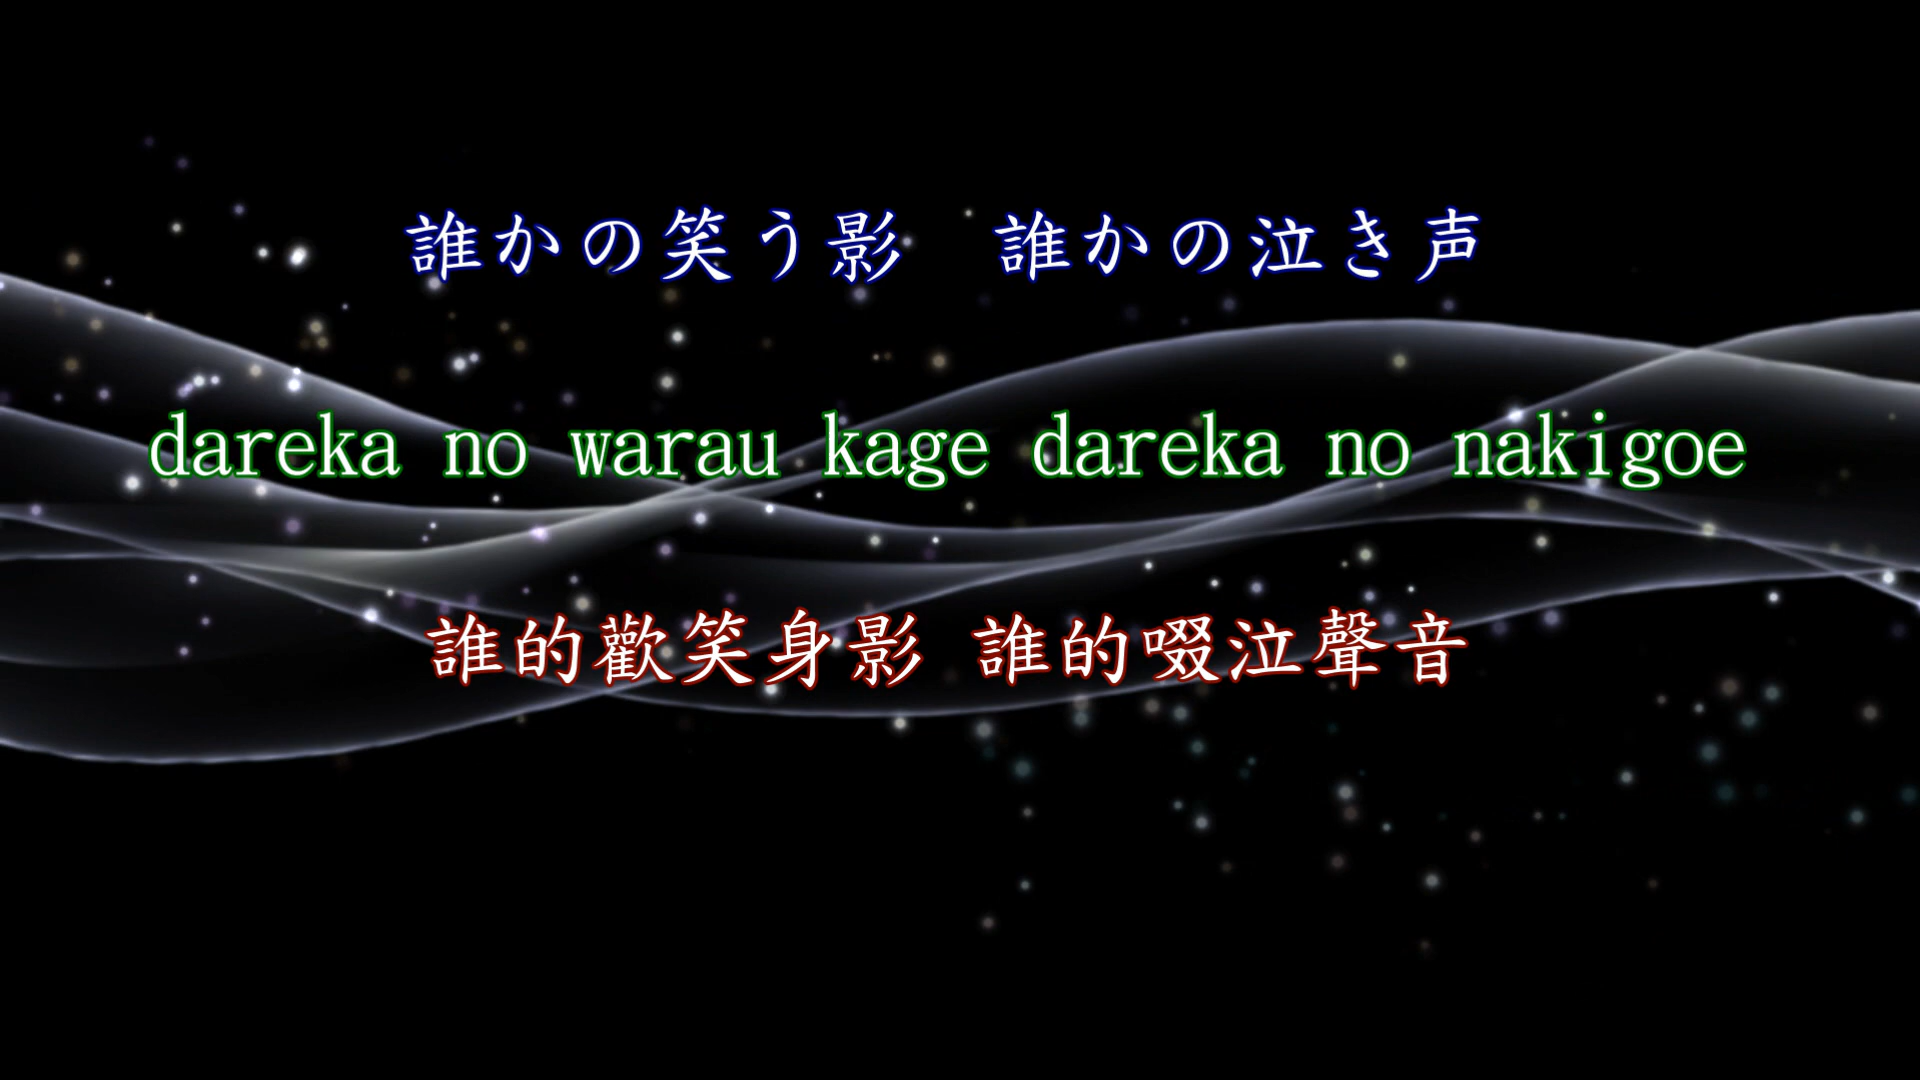 誰かの笑う影　誰かの泣き声
dareka no warau kage dareka no nakigoe
誰的歡笑身影 誰的啜泣聲音